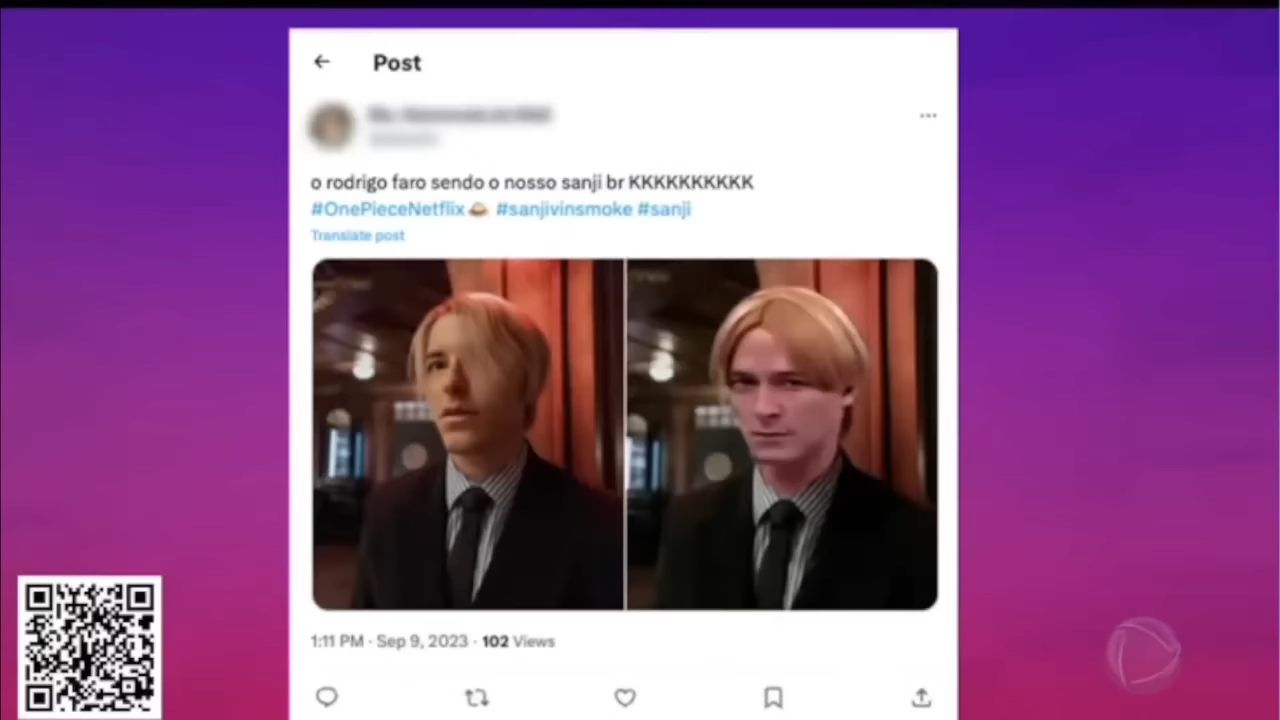 Post
o rodrigo faro sendo o nosso sanji br KKKKKKKKKK
#OnePieceNetflix #sanjivinsmoke #sanji
Translate post
1:11 PM · Sep 9, 2023 · 102 Views